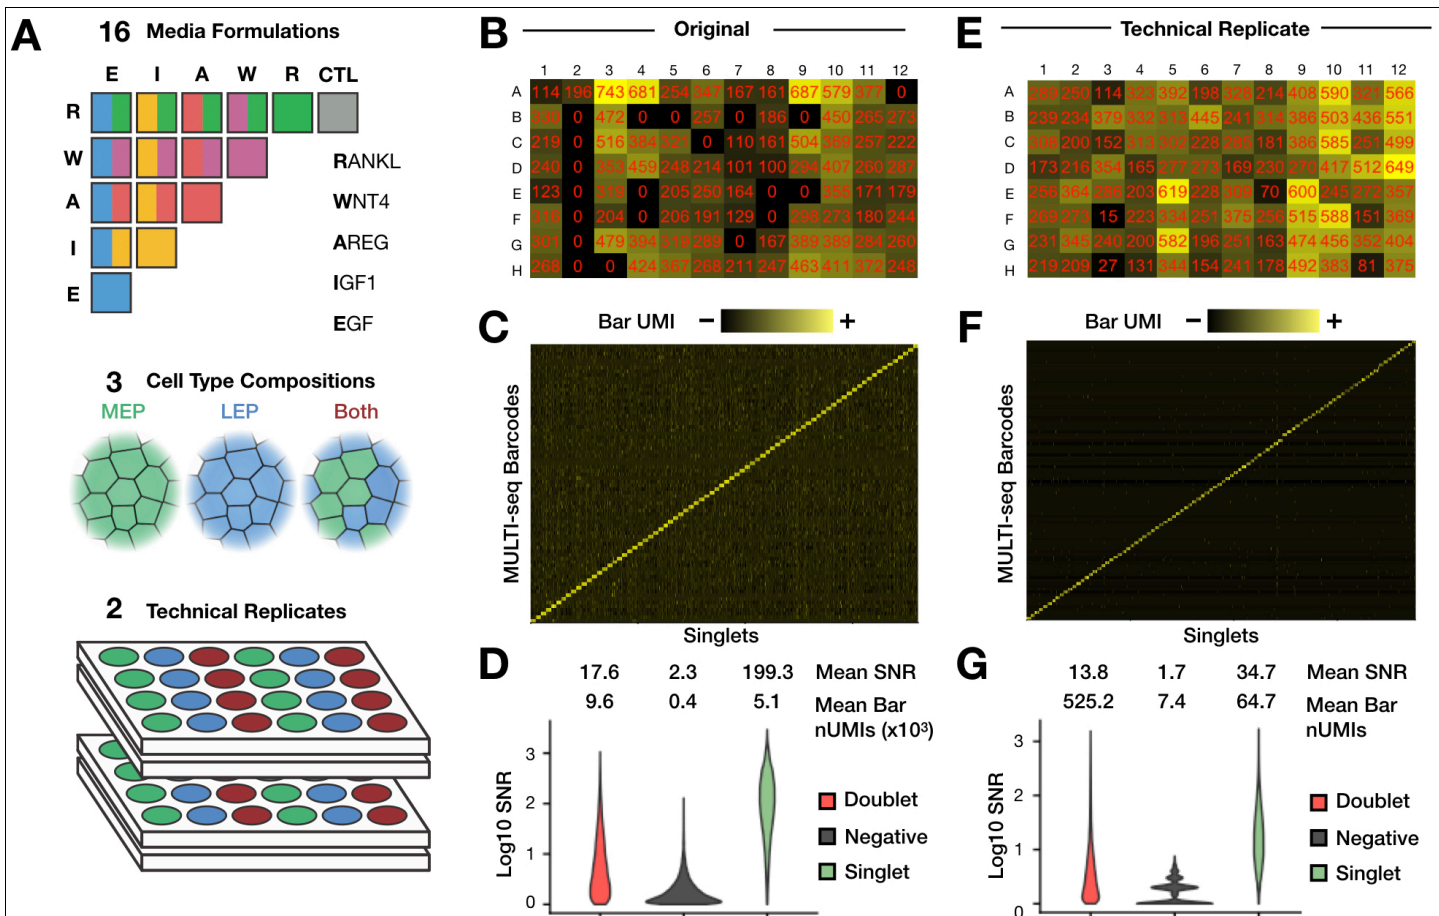 A
16 Media Formulations
E I A W R CTL
R
W
A
I
E
RANKL
WNT4
AREG
IGF1
EGF
3 Cell Type Compositions
MEP LEP Both
2 Technical Replicates
B
Original
1 2 3 4 5 6 7 8 9 10 11 12
A 114 196 743 681 254 347 167 161 687 579 377 0
B 330 0 472 0 0 257 0 186 0 450 265 273
C 219 0 516 384 321 0 110 161 504 389 257 222
D 240 0 353 459 248 214 101 100 294 407 260 287
E 123 0 319 0 205 250 164 0 0 355 171 179
F 316 0 204 0 206 191 129 0 298 273 180 244
G 301 0 479 394 319 289 0 167 389 389 284 260
H 268 0 0 424 367 268 211 247 463 411 372 248
C
Bar UMI − +
MULTI-seq Barcodes
Singlets
D
17.6 2.3 199.3 Mean SNR
9.6 0.4 5.1 Mean Bar
nUMIs (x10³)
Log10 SNR
3
2
1
0
Doublet
Negative
Singlet
E
Technical Replicate
1 2 3 4 5 6 7 8 9 10 11 12
A 289 250 114 323 392 198 328 214 408 590 321 566
B 239 234 379 332 313 445 241 314 386 503 436 551
C 308 200 152 313 302 228 285 181 386 585 251 499
D 173 216 354 165 277 273 169 230 270 417 512 649
E 256 364 286 203 619 228 309 70 600 245 272 357
F 269 273 15 223 334 251 375 256 515 588 151 369
G 231 345 240 200 582 196 251 163 474 456 352 404
H 219 209 27 131 344 154 241 178 492 383 81 375
F
Bar UMI − +
MULTI-seq Barcodes
Singlets
G
13.8 1.7 34.7 Mean SNR
525.2 7.4 64.7 Mean Bar
nUMIs
Log10 SNR
3
2
1
0
Doublet
Negative
Singlet